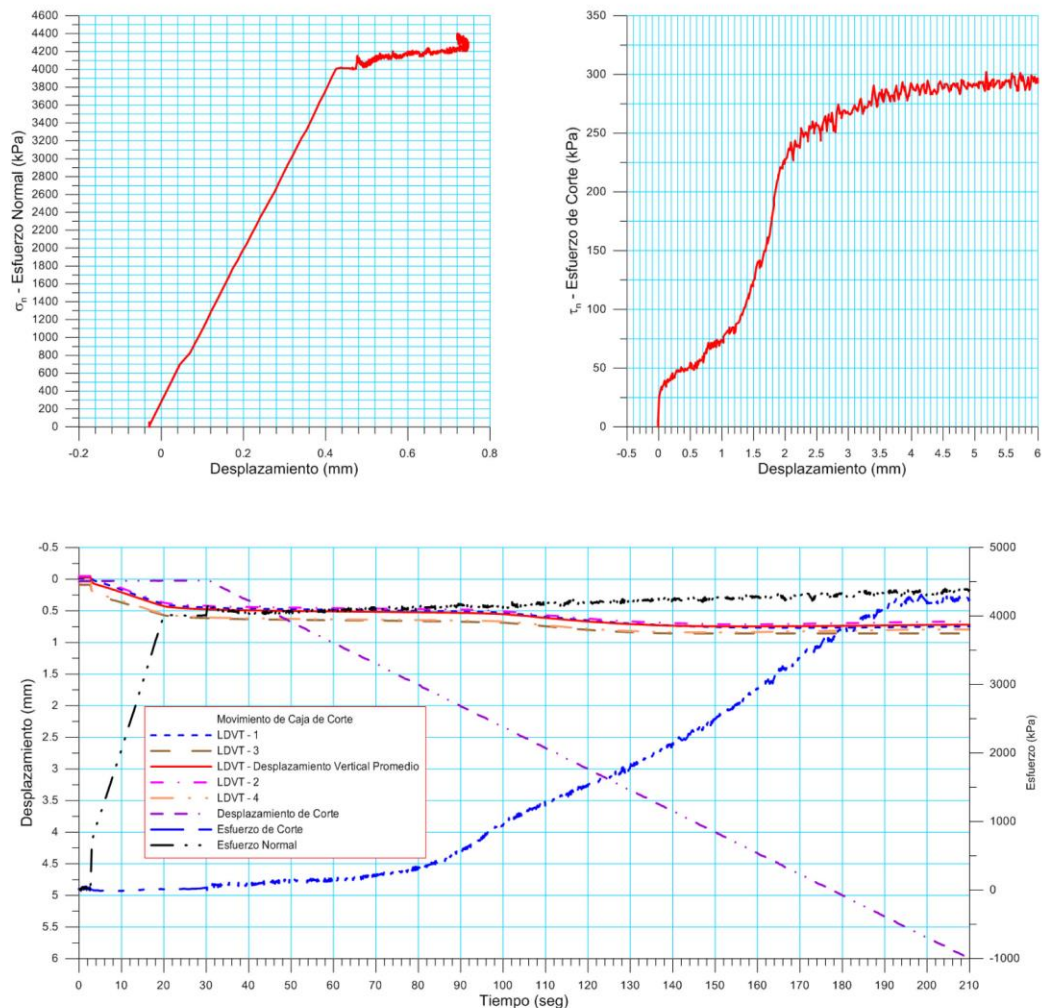 4600
4400
4200
4000
3800
3600
3400
3200
3000
2800
2600
2400
2200
2000
1800
1600
1400
1200
1000
800
600
400
200
0
σn - Esfuerzo Normal (kPa)
-0.2 0 0.2 0.4 0.6 0.8
Desplazamiento (mm)
350
300
250
200
150
100
50
0
τn - Esfuerzo de Corte (kPa)
-0.5 0 0.5 1 1.5 2 2.5 3 3.5 4 4.5 5 5.5 6
Desplazamiento (mm)
-0.5
0
0.5
1
1.5
2
2.5
3
3.5
4
4.5
5
5.5
6
Desplazamiento (mm)
Movimiento de Caja de Corte
LDVT - 1
LDVT - 3
LDVT - Desplazamiento Vertical Promedio
LDVT - 2
LDVT - 4
Desplazamiento de Corte
Esfuerzo de Corte
Esfuerzo Normal
5000
4000
3000
2000
1000
0
-1000
Esfuerzo (kPa)
0 10 20 30 40 50 60 70 80 90 100 110 120 130 140 150 160 170 180 190 200 210
Tiempo (seg)